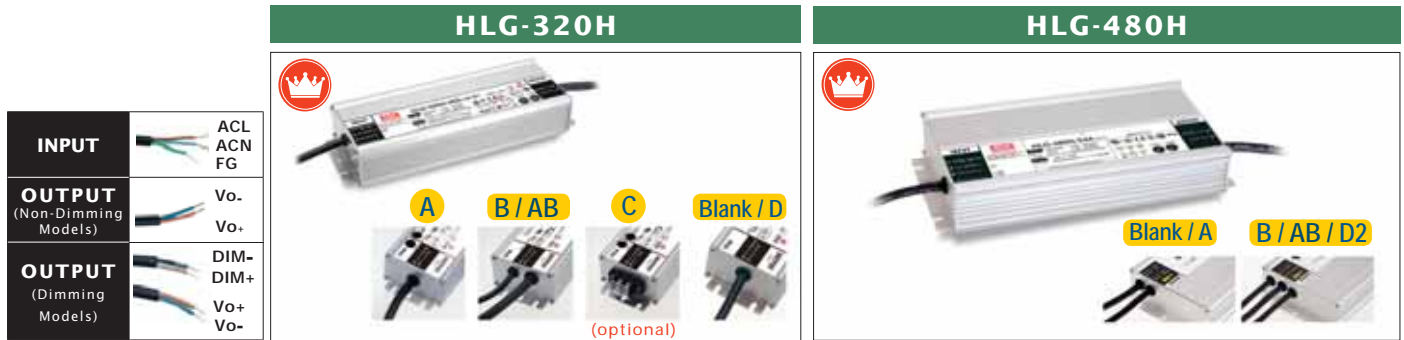 HLG-320H
HLG-480H
INPUT
ACL
ACN
FG
OUTPUT
(Non-Dimming
Models)
Vo-
Vo+
OUTPUT
(Dimming
Models)
DIM-
DIM+
Vo+
Vo-
A
B / AB
C
Blank / D
(optional)
Blank / A
B / AB / D2